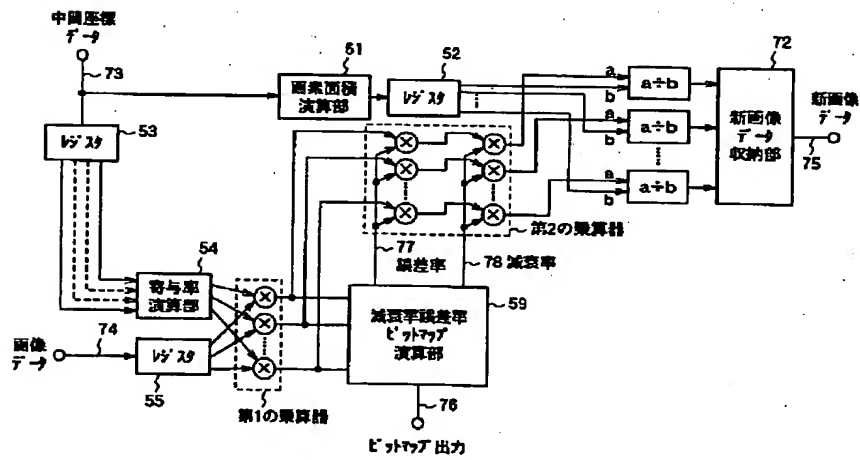 中間座標
データ
73
51
52
72
画素面積
演算部
レジスタ
a
b
a÷b
a
b
a÷b
a
b
a÷b
新画像
データ
収納部
新画像
データ
75
53
レジスタ
第2の乗算器
77
誤差率
78 減衰率
54
寄与率
演算部
59
減衰率誤差率
ビットマップ
演算部
画像
データ
74
レジスタ
55
第1の乗算器
76
ビットマップ出力